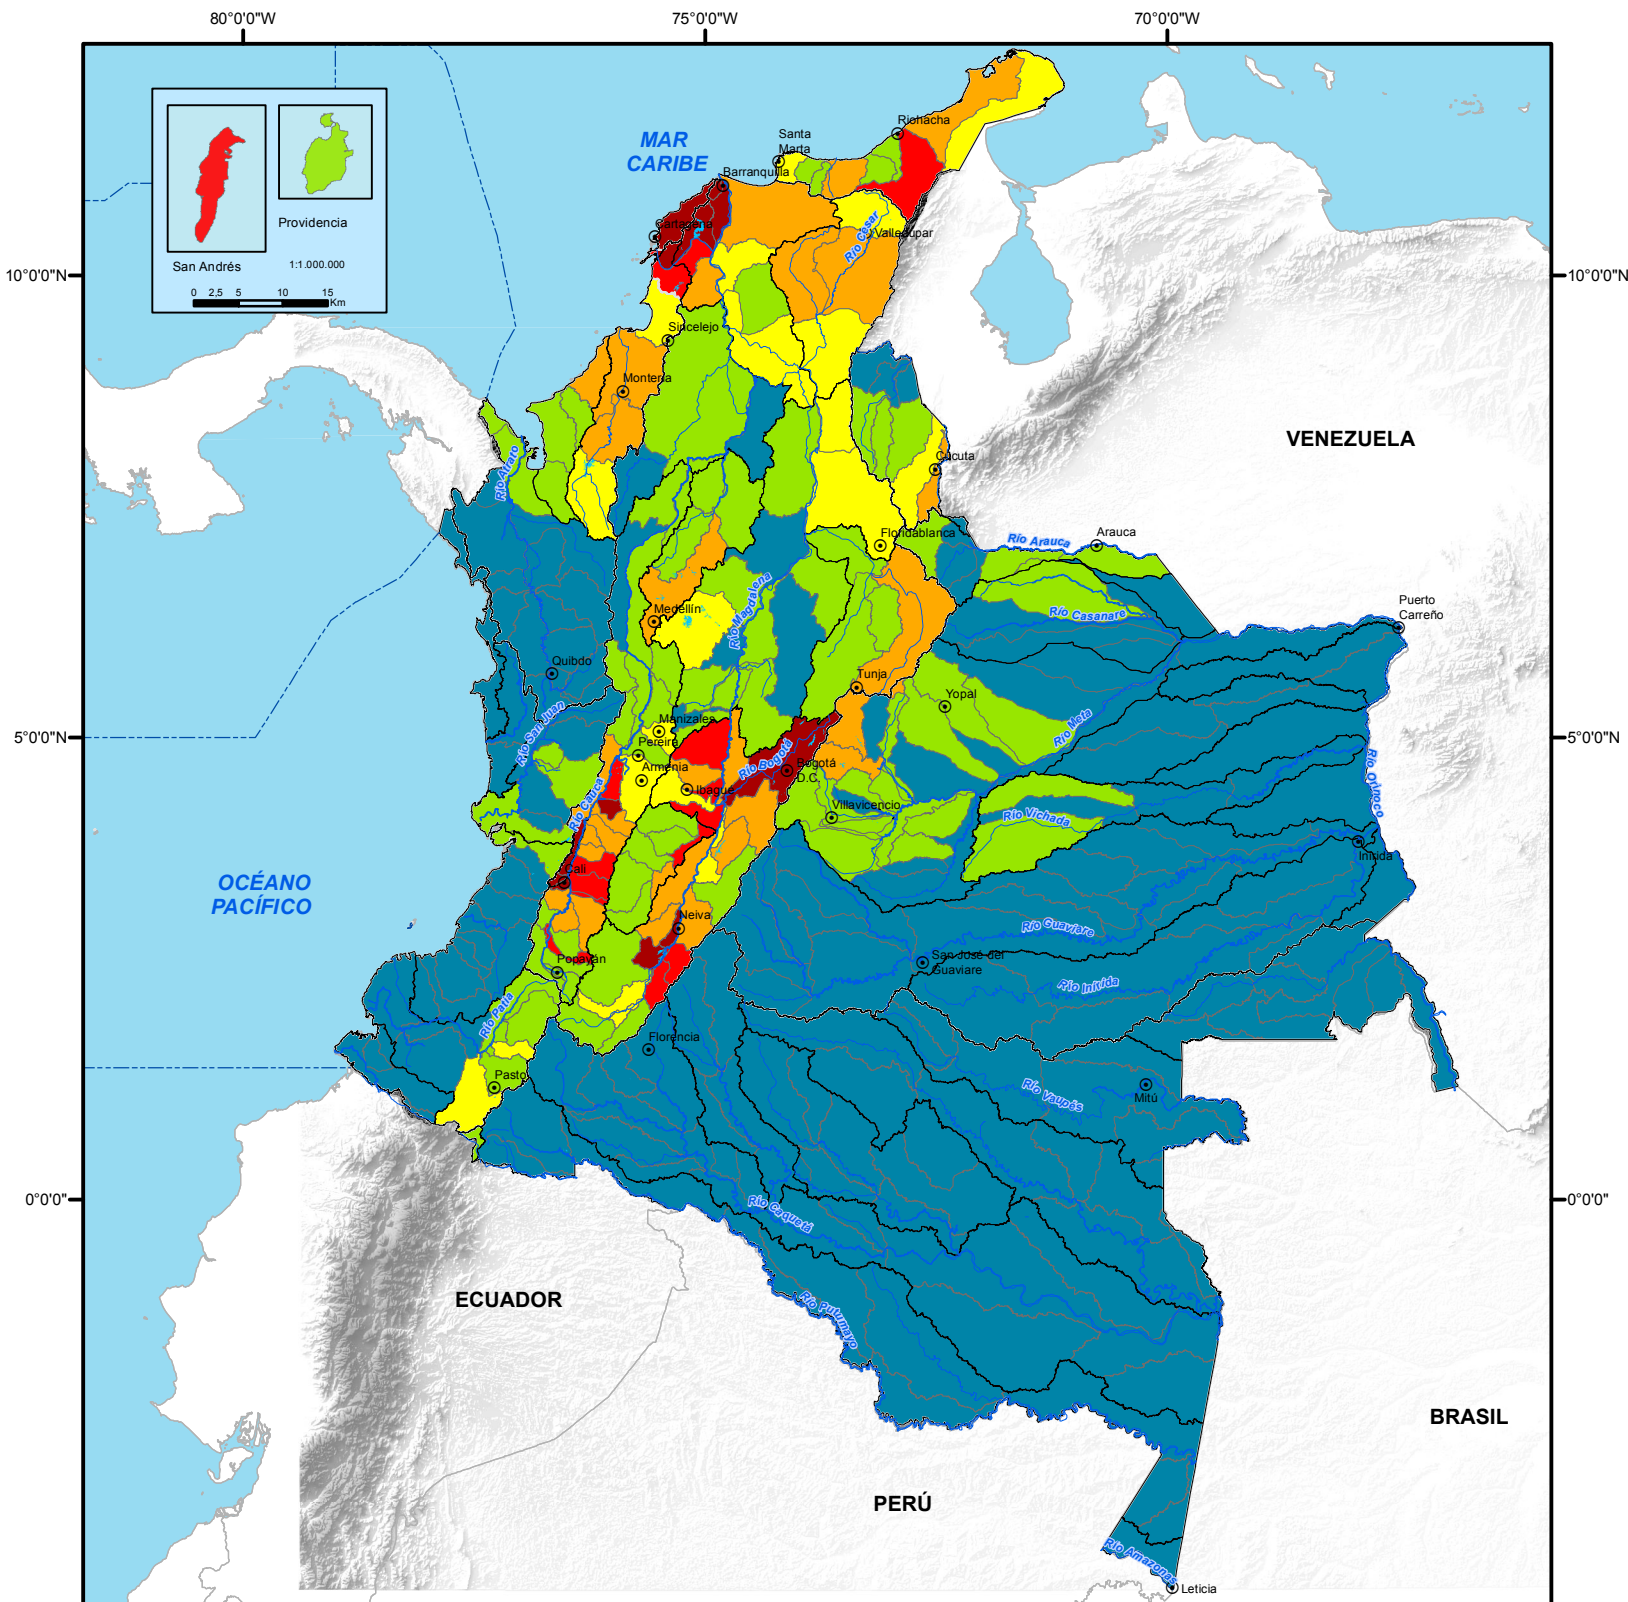 80°0'0"W
75°0'0"W
70°0'0"W
MAR
CARIBE
Santa
Marta
Riohacha
Barranquilla
Cartagena
Valledupar
Río Cesar
Providencia
San Andrés
1:1.000.000
0 2,5 5 10 15
Km
10°0'0"N
10°0'0"N
Sincelejo
Montería
VENEZUELA
Río Atrato
Cúcuta
Floridablanca
Río Arauca
Arauca
Río Magdalena
Medellín
Río Casanare
Puerto
Carreño
Quibdo
Tunja
Yopal
Río San Juan
Manizales
Río Meta
5°0'0"N
5°0'0"N
Pereira
Armenia
Río Bogotá
Bogotá
D.C.
Ibagué
Río Cauca
Villavicencio
Río Vichada
Río Orinoco
Inírida
OCÉANO
PACÍFICO
Cali
Neiva
Río Guaviare
Popayán
San José del
Guaviare
Río Inírida
Río Patía
Florencia
Pasto
Río Vaupés
Mitú
0°0'0"
0°0'0"
Río Caquetá
ECUADOR
Río Putumayo
BRASIL
PERÚ
Río Amazonas
Leticia